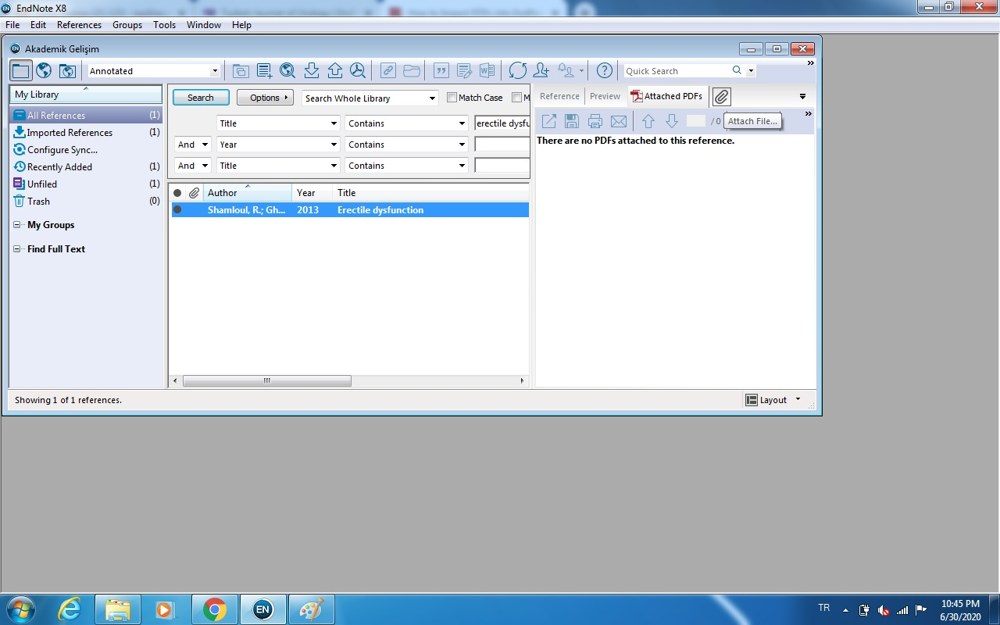 EndNote X8
File Edit References Groups Tools Window Help
Akademik Gelişim
Annotated
Quick Search
My Library
All References (1)
Imported References (1)
Configure Sync...
Recently Added (1)
Unfiled (1)
Trash (0)
My Groups
Find Full Text
Search Options Search Whole Library Match Case M
Title Contains erectile dysfu
And Year Contains
And Title Contains
Author Year Title
Shamloul, R.; Gh... 2013 Erectile dysfunction
Reference Preview Attached PDFs
/ 0 Attach File...
There are no PDFs attached to this reference.
Showing 1 of 1 references.
Layout
EN
TR
10:45 PM
6/30/2020